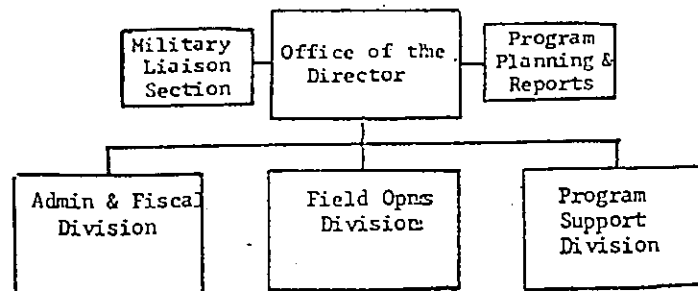 Military
Liaison
Section
Office of the
Director
Program
Planning &
Reports
Admin & Fiscal
Division
Field Opns
Division
Program
Support
Division